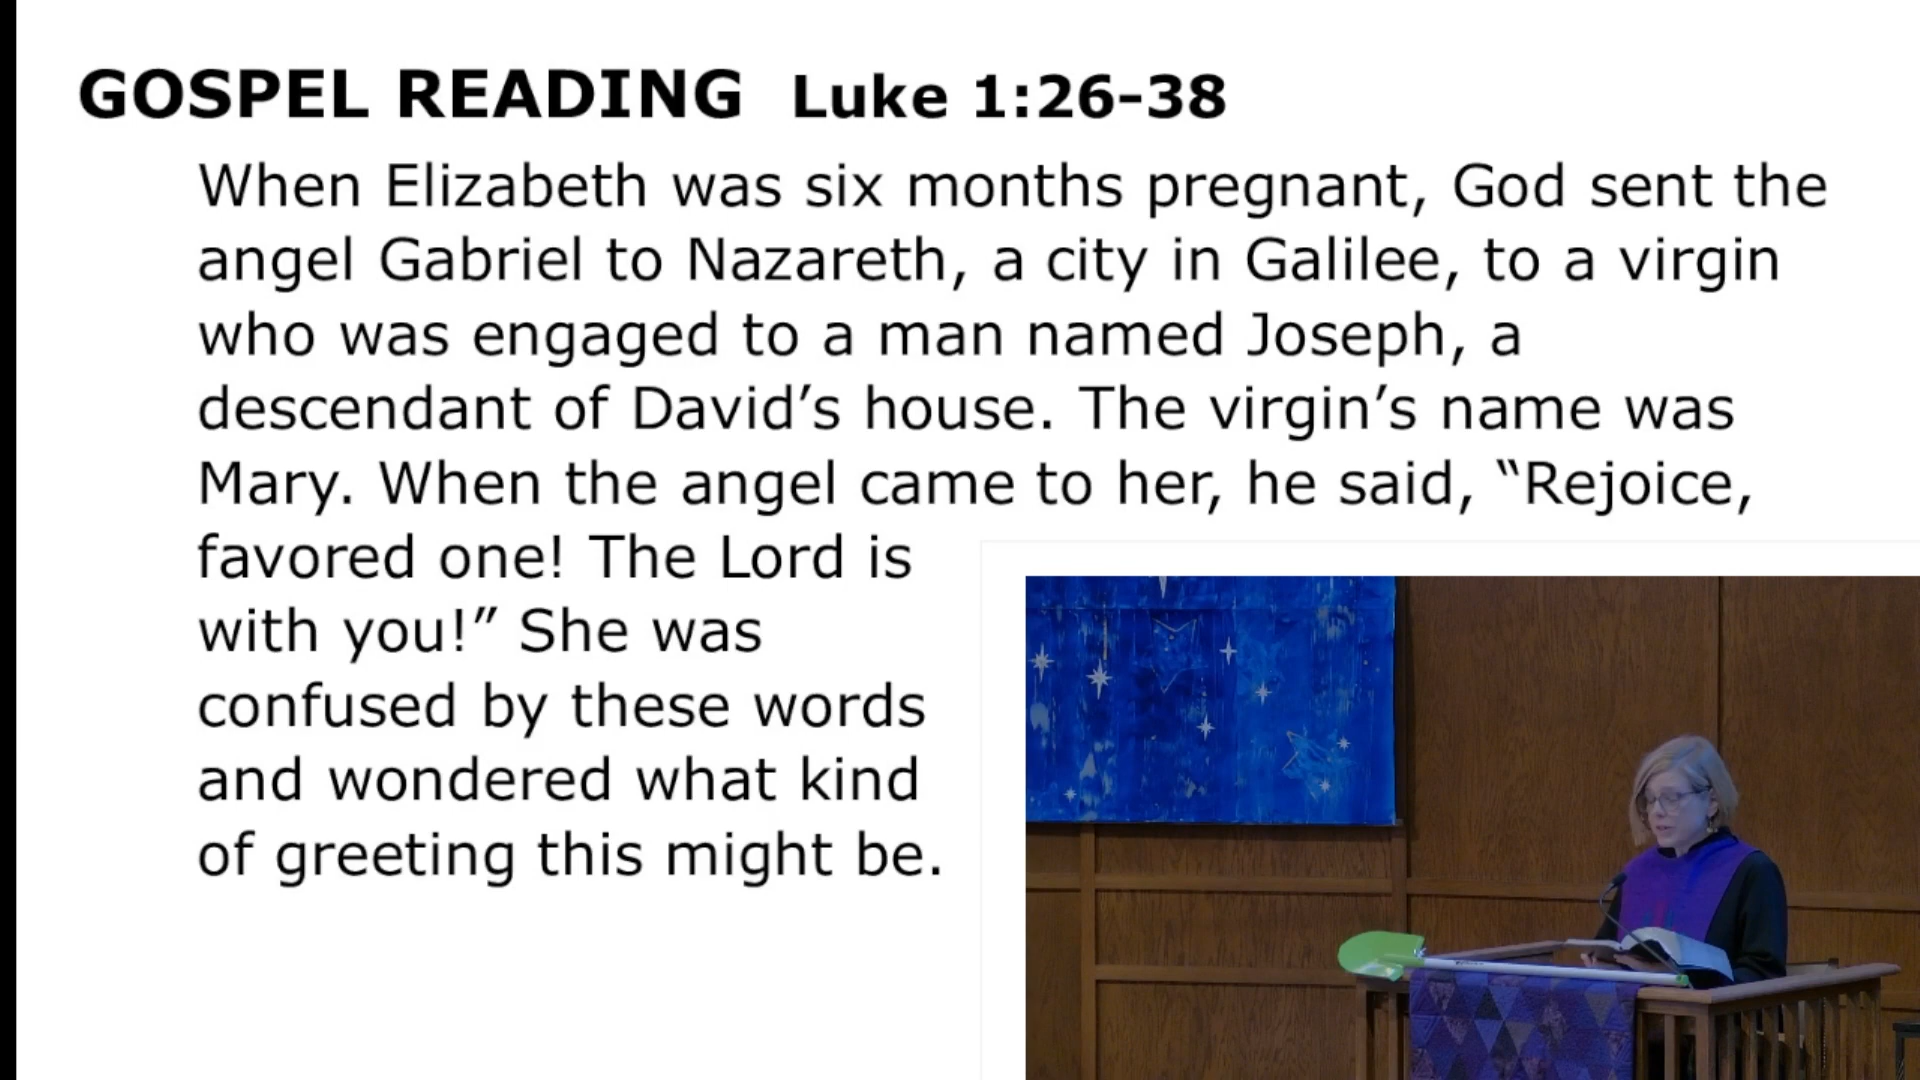 GOSPEL READING Luke 1:26-38
When Elizabeth was six months pregnant, God sent the
angel Gabriel to Nazareth, a city in Galilee, to a virgin
who was engaged to a man named Joseph, a
descendant of David’s house. The virgin’s name was
Mary. When the angel came to her, he said, “Rejoice,
favored one! The Lord is
with you!” She was
confused by these words
and wondered what kind
of greeting this might be.